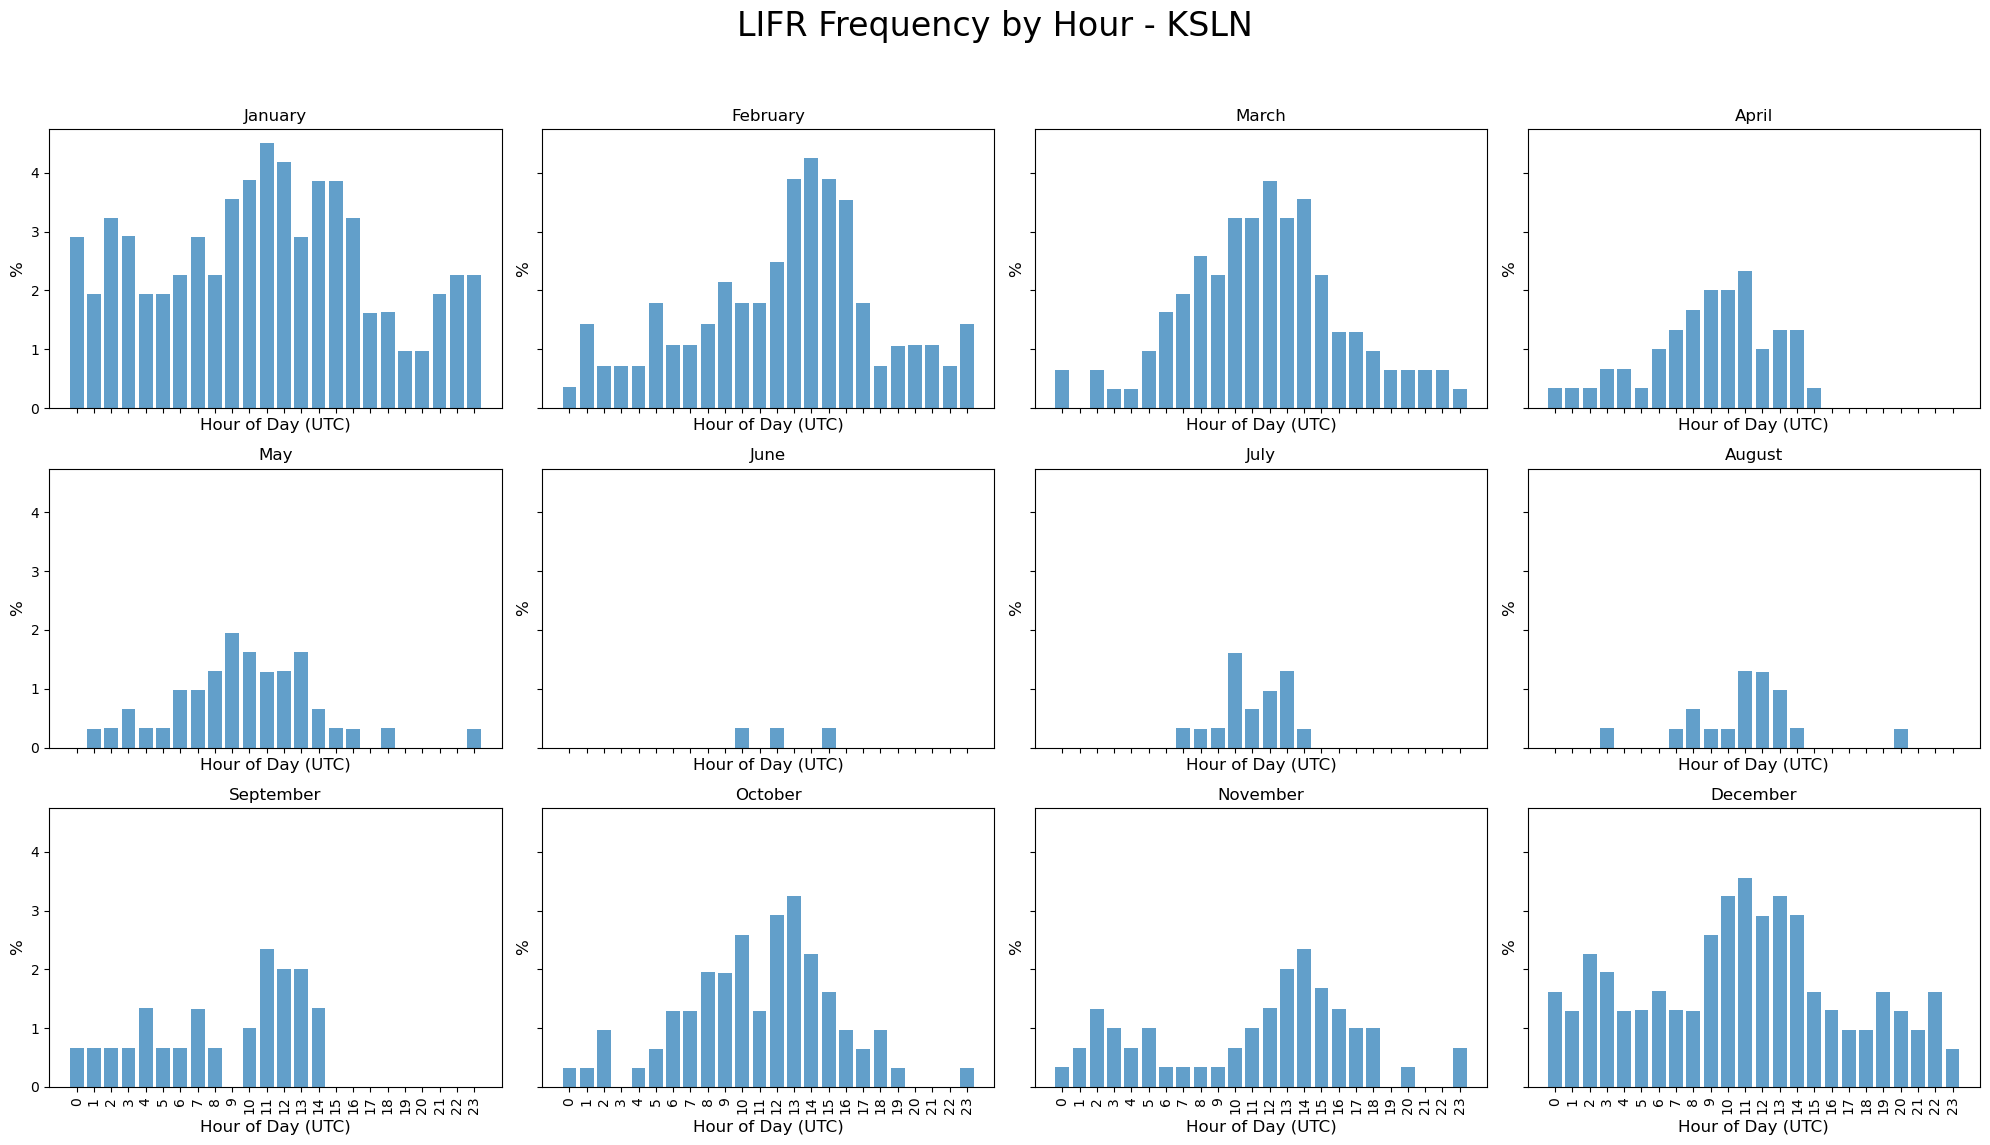 LIFR Frequency by Hour - KSLN
January
February
March
April
4
3
2
1
0
%
%
%
%
Hour of Day (UTC)
Hour of Day (UTC)
Hour of Day (UTC)
Hour of Day (UTC)
May
June
July
August
4
3
2
1
0
%
%
%
%
Hour of Day (UTC)
Hour of Day (UTC)
Hour of Day (UTC)
Hour of Day (UTC)
September
October
November
December
4
3
2
1
0
%
%
%
%
0 1 2 3 4 5 6 7 8 9 10 11 12 13 14 15 16 17 18 19 20 21 22 23
0 1 2 3 4 5 6 7 8 9 10 11 12 13 14 15 16 17 18 19 20 21 22 23
0 1 2 3 4 5 6 7 8 9 10 11 12 13 14 15 16 17 18 19 20 21 22 23
0 1 2 3 4 5 6 7 8 9 10 11 12 13 14 15 16 17 18 19 20 21 22 23
Hour of Day (UTC)
Hour of Day (UTC)
Hour of Day (UTC)
Hour of Day (UTC)